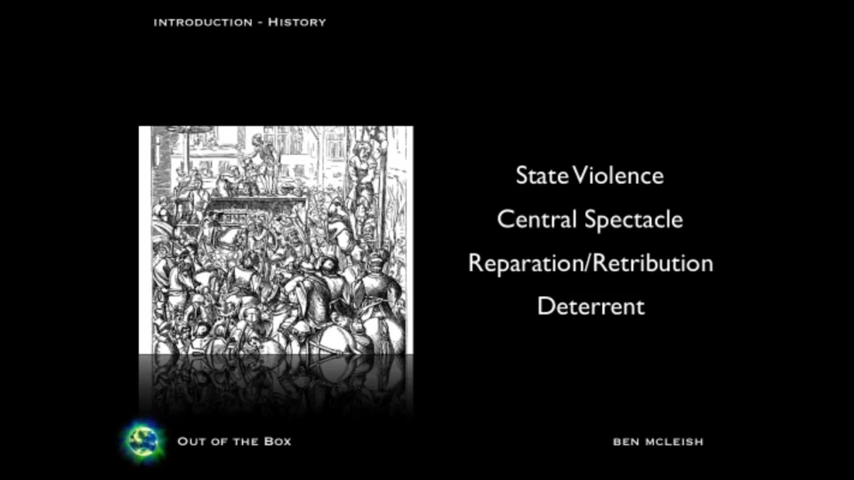 INTRODUCTION - HISTORY
State Violence
Central Spectacle
Reparation/Retribution
Deterrent
OUT OF THE BOX
BEN MCLEISH